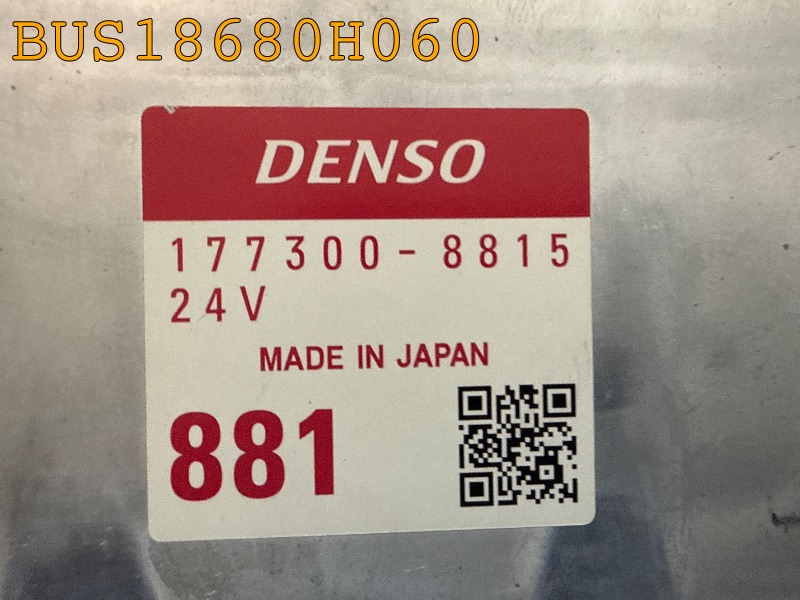 BUS18680H060
DENSO
177300-8815
24V
MADE IN JAPAN
881